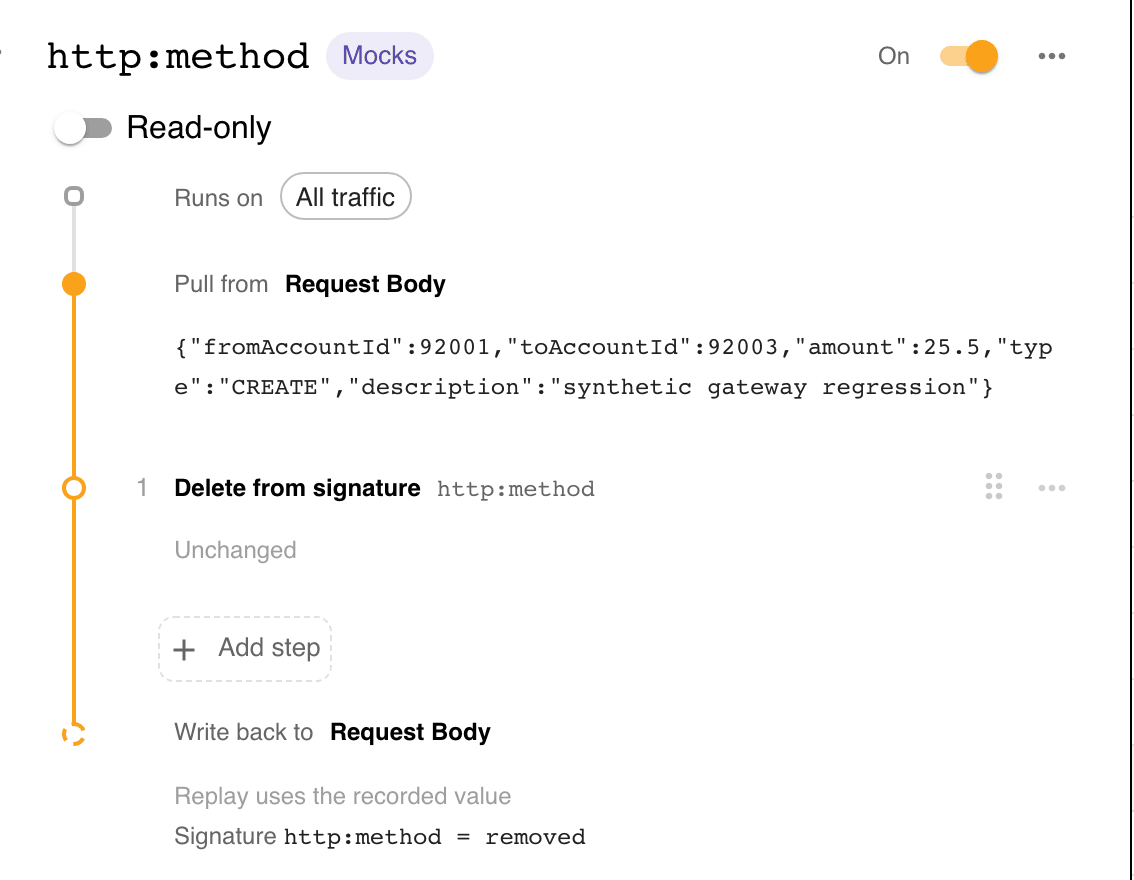 http:method Mocks On
Read-only
Runs on All traffic
Pull from Request Body
{"fromAccountId":92001,"toAccountId":92003,"amount":25.5,"typ
e":"CREATE","description":"synthetic gateway regression"}
1 Delete from signature http:method
Unchanged
+ Add step
Write back to Request Body
Replay uses the recorded value
Signature http:method = removed